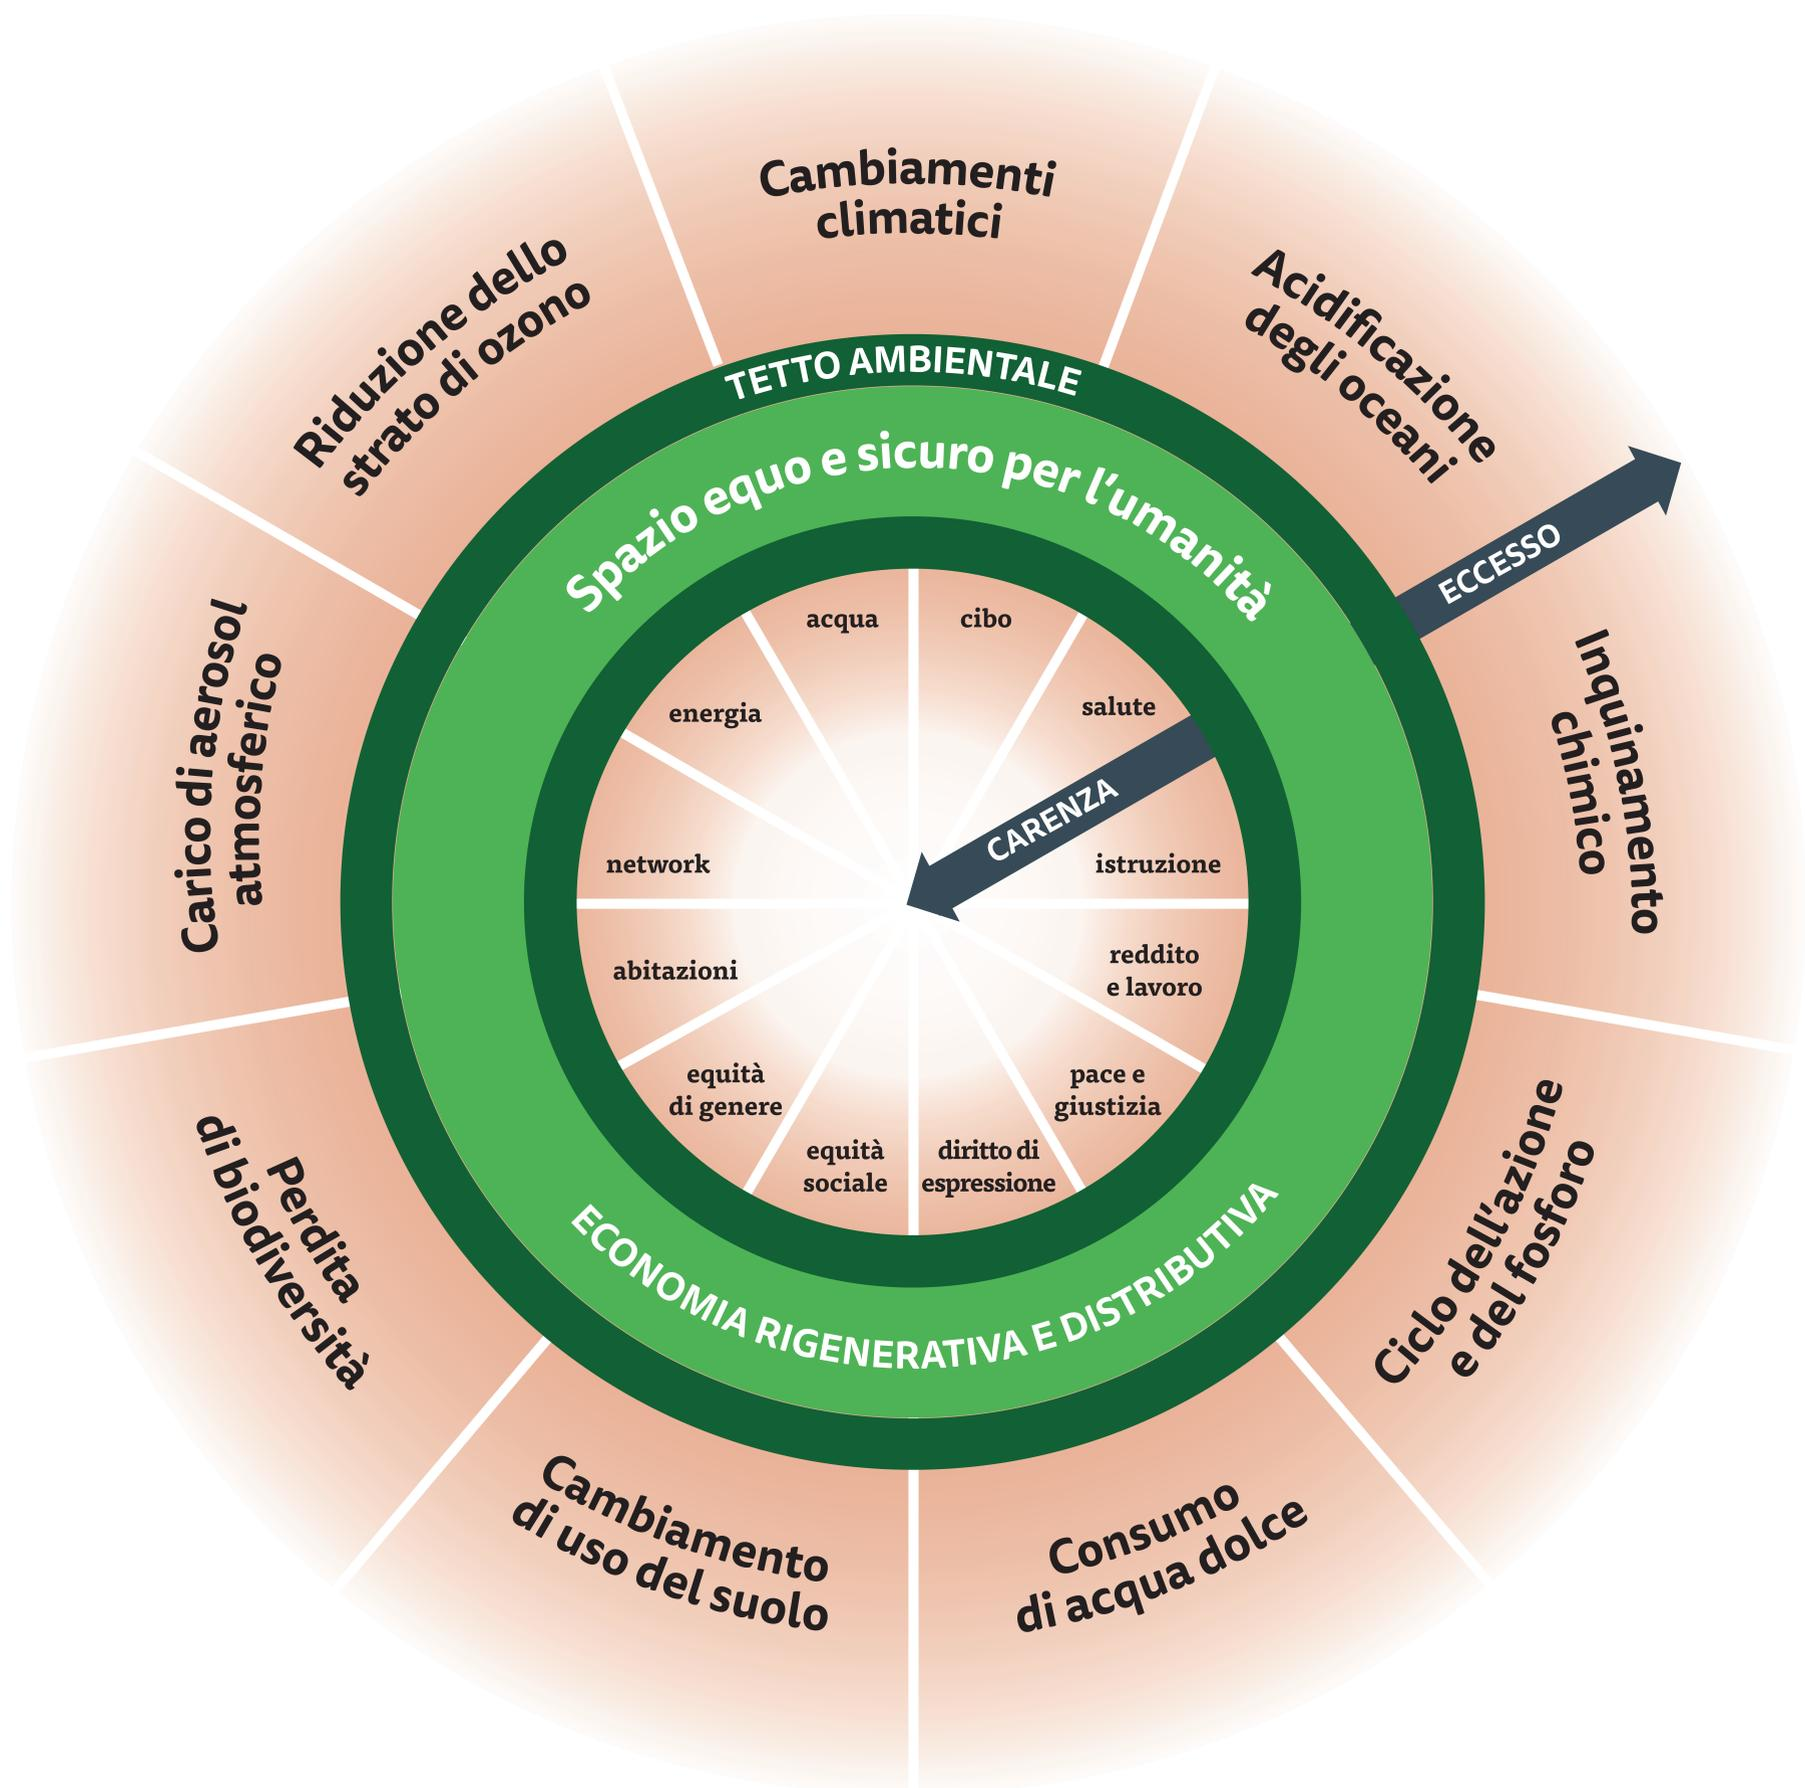 Cambiamenti
climatici
Acidificazione
degli oceani
ECCESSO
Inquinamento
chimico
Ciclo dell'azione
e del fosforo
Consumo
di acqua dolce
Cambiamento
di uso del suolo
Perdita
di biodiversità
Carico di aerosol
atmosferico
Riduzione dello
strato di ozono
TETTO AMBIENTALE
Spazio equo e sicuro per l'umanità
acqua
cibo
salute
CARENZA
istruzione
reddito
e lavoro
pace e
giustizia
diritto di
espressione
equità
sociale
equità
di genere
abitazioni
network
energia
ECONOMIA RIGENERATIVA E DISTRIBUTIVA